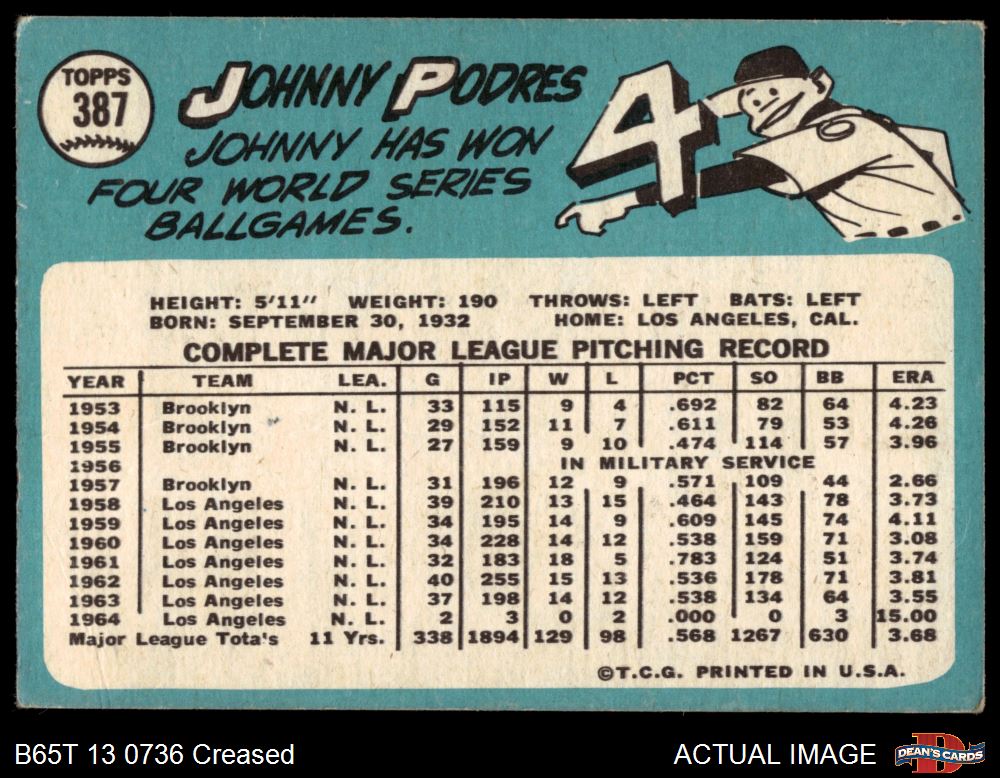 TOPPS
387
JOHNNY PODRES
JOHNNY HAS WON
FOUR WORLD SERIES
BALLGAMES.
4
HEIGHT: 5'11" WEIGHT: 190 THROWS: LEFT BATS: LEFT
BORN: SEPTEMBER 30, 1932 HOME: LOS ANGELES, CAL.
COMPLETE MAJOR LEAGUE PITCHING RECORD
YEAR TEAM LEA. G IP W L PCT SO BB ERA
1953 Brooklyn N. L. 33 115 9 4 .692 82 64 4.23
1954 Brooklyn N. L. 29 152 11 7 .611 79 53 4.26
1955 Brooklyn N. L. 27 159 9 10 .474 114 57 3.96
1956 IN MILITARY SERVICE
1957 Brooklyn N. L. 31 196 12 9 .571 109 44 2.66
1958 Los Angeles N. L. 39 210 13 15 .464 143 78 3.73
1959 Los Angeles N. L. 34 195 14 9 .609 145 74 4.11
1960 Los Angeles N. L. 34 228 14 12 .538 159 71 3.08
1961 Los Angeles N. L. 32 183 18 5 .783 124 51 3.74
1962 Los Angeles N. L. 40 255 15 13 .536 178 71 3.81
1963 Los Angeles N. L. 37 198 14 12 .538 134 64 3.55
1964 Los Angeles N. L. 2 3 0 2 .000 0 3 15.00
Major League Tota's 11 Yrs. 338 1894 129 98 .568 1267 630 3.68
©T.C.G. PRINTED IN U.S.A.
B65T 13 0736 Creased ACTUAL IMAGE
D
DEAN'S CARDS